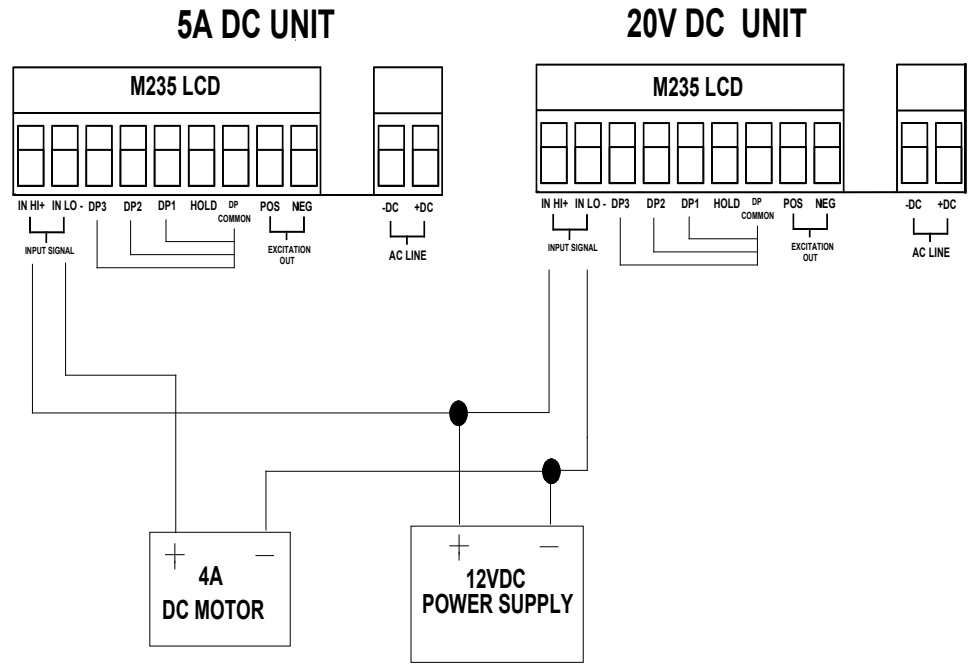 5A DC UNIT
20V DC UNIT
M235 LCD
M235 LCD
IN HI+ IN LO - DP3 DP2 DP1 HOLD DP COMMON POS NEG
-DC +DC
INPUT SIGNAL
EXCITATION
OUT
AC LINE
IN HI+ IN LO - DP3 DP2 DP1 HOLD DP COMMON POS NEG
-DC +DC
INPUT SIGNAL
EXCITATION
OUT
AC LINE
+ −
4A
DC MOTOR
+ −
12VDC
POWER SUPPLY